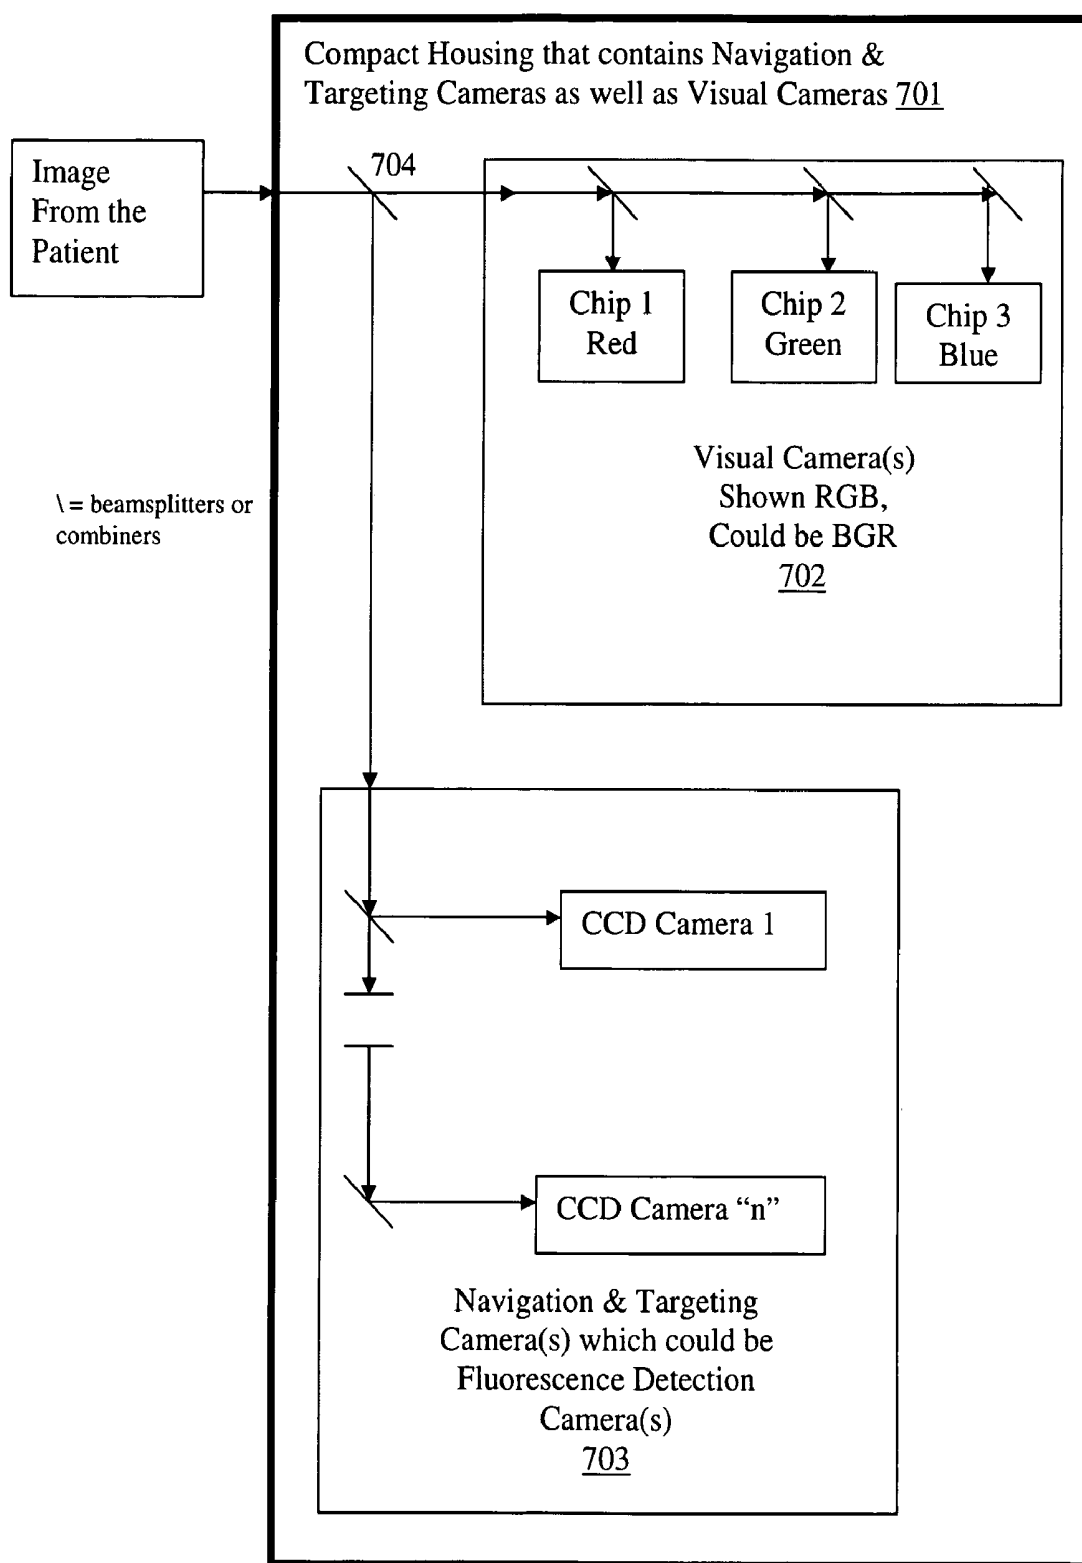 Compact Housing that contains Navigation &
Targeting Cameras as well as Visual Cameras 701
Image
From the
Patient
704
Chip 1
Red
Chip 2
Green
Chip 3
Blue
Visual Camera(s)
Shown RGB,
Could be BGR
702
\ = beamsplitters or
combiners
CCD Camera 1
CCD Camera “n”
Navigation & Targeting
Camera(s) which could be
Fluorescence Detection
Camera(s)
703